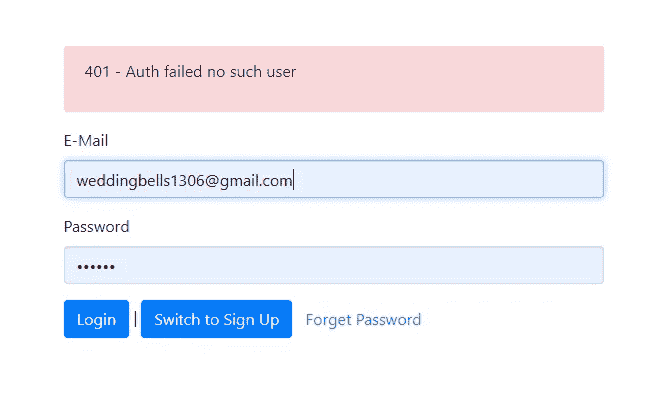 401 - Auth failed no such user
E-Mail
weddingbells1306@gmail.com
Password
••••••
Login | Switch to Sign Up Forget Password